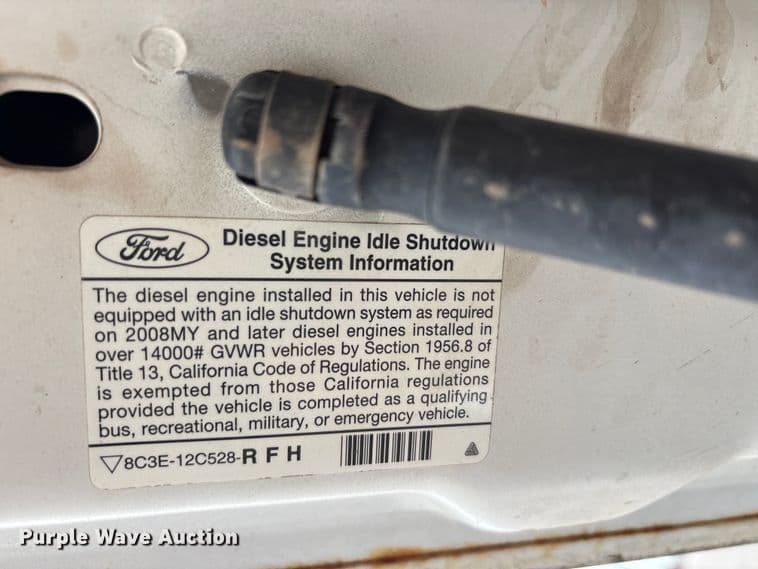 Ford
Diesel Engine Idle Shutdown
System Information
The diesel engine installed in this vehicle is not
equipped with an idle shutdown system as required
on 2008MY and later diesel engines installed in
over 14000# GVWR vehicles by Section 1956.8 of
Title 13, California Code of Regulations. The engine
is exempted from those California regulations
provided the vehicle is completed as a qualifying
bus, recreational, military, or emergency vehicle.
8C3E-12C528-R F H
Purple Wave Auction